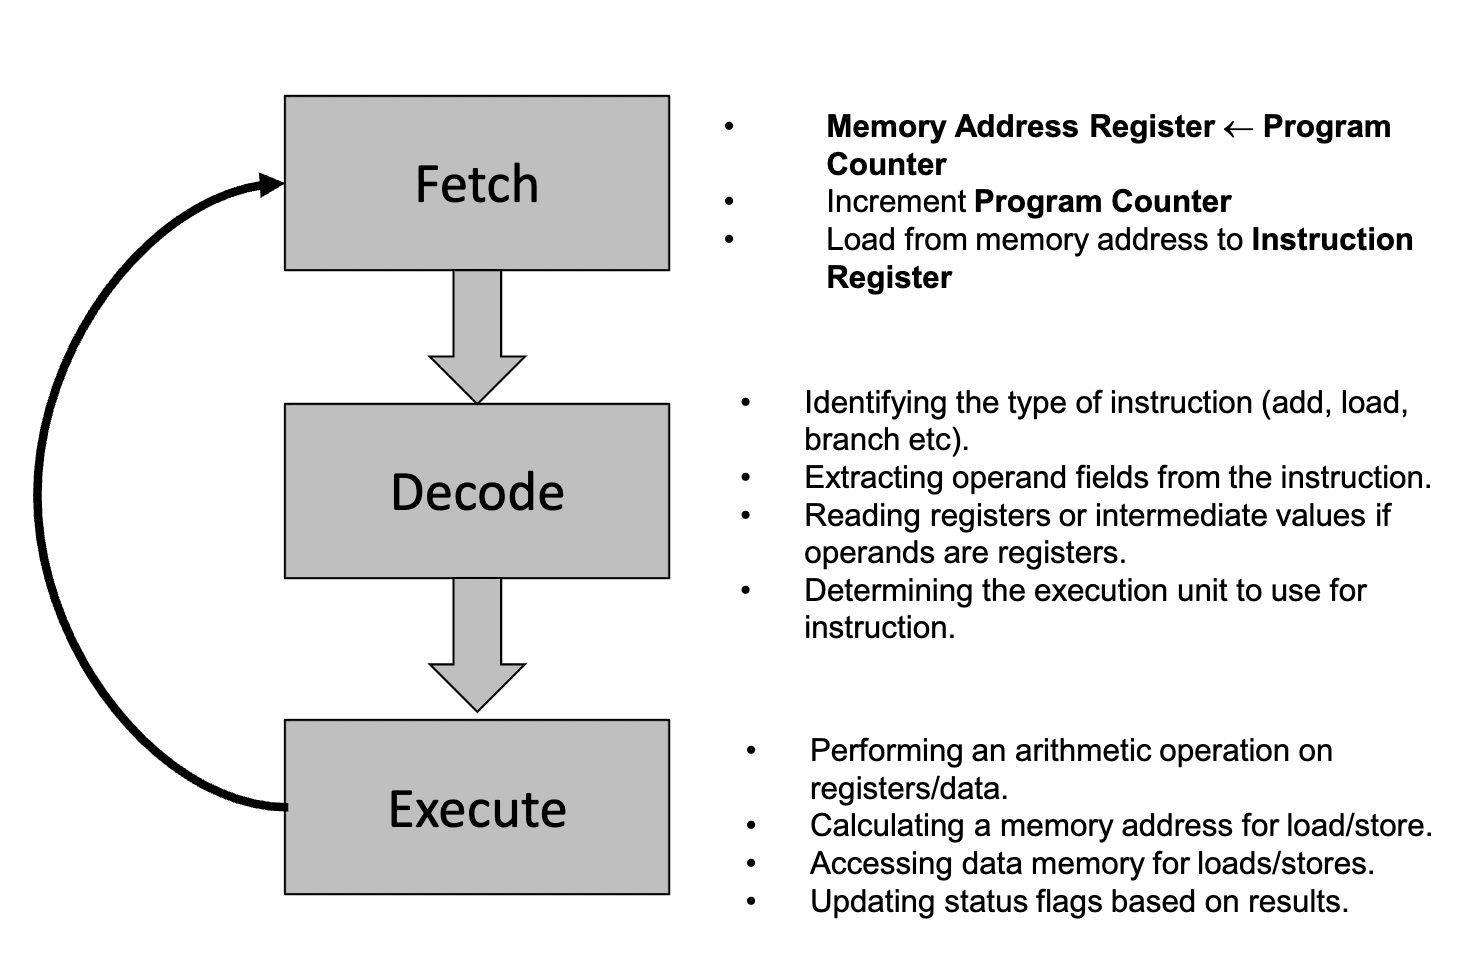 Fetch
• Memory Address Register ← Program
Counter
• Increment Program Counter
• Load from memory address to Instruction
Register
Decode
• Identifying the type of instruction (add, load,
branch etc).
• Extracting operand fields from the instruction.
• Reading registers or intermediate values if
operands are registers.
• Determining the execution unit to use for
instruction.
Execute
• Performing an arithmetic operation on
registers/data.
• Calculating a memory address for load/store.
• Accessing data memory for loads/stores.
• Updating status flags based on results.